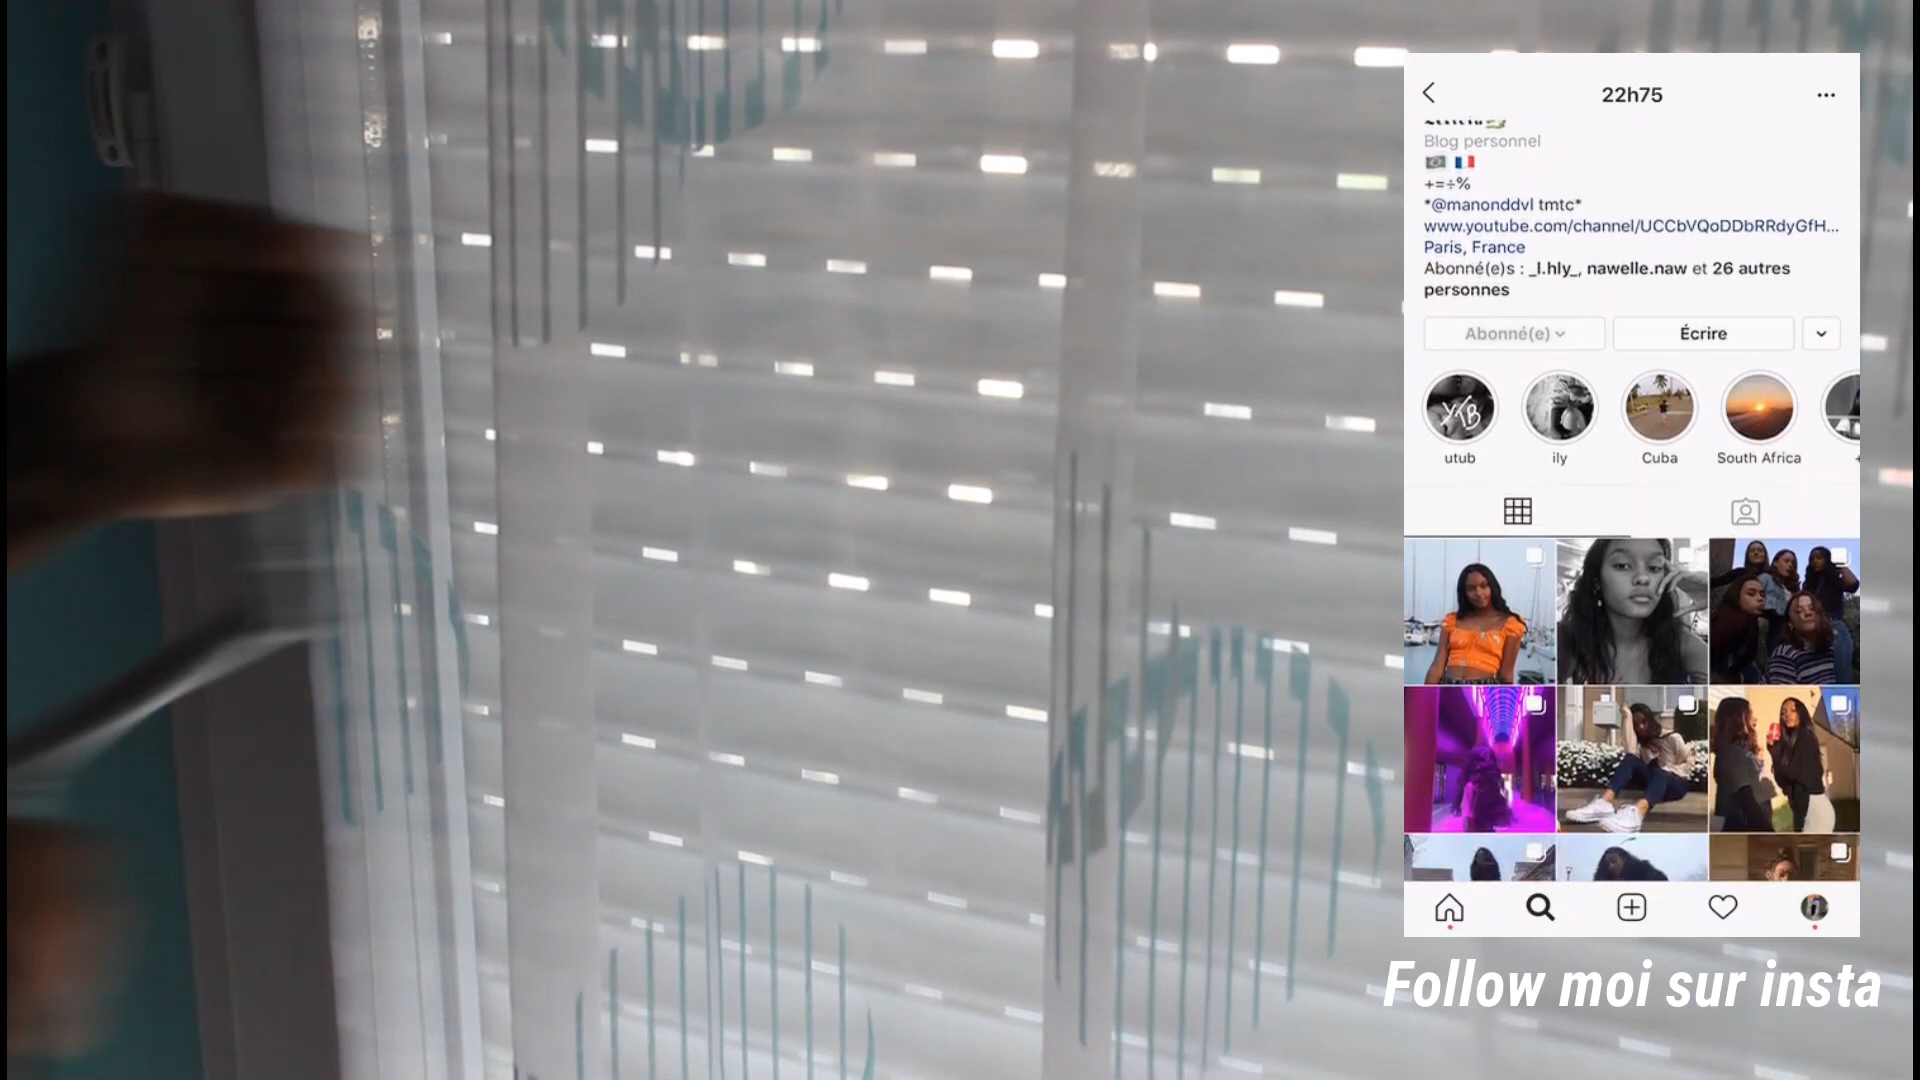 22h75
Blog personnel
+=÷%
*@manonddvl tmtc*
www.youtube.com/channel/UCCbVQoDDbRRdyGfH...
Paris, France
Abonné(e)s : _l.hly_, nawelle.naw et 26 autres
personnes
Abonné(e)
Écrire
Y/B
utub
ily
Cuba
South Africa
Follow moi sur insta